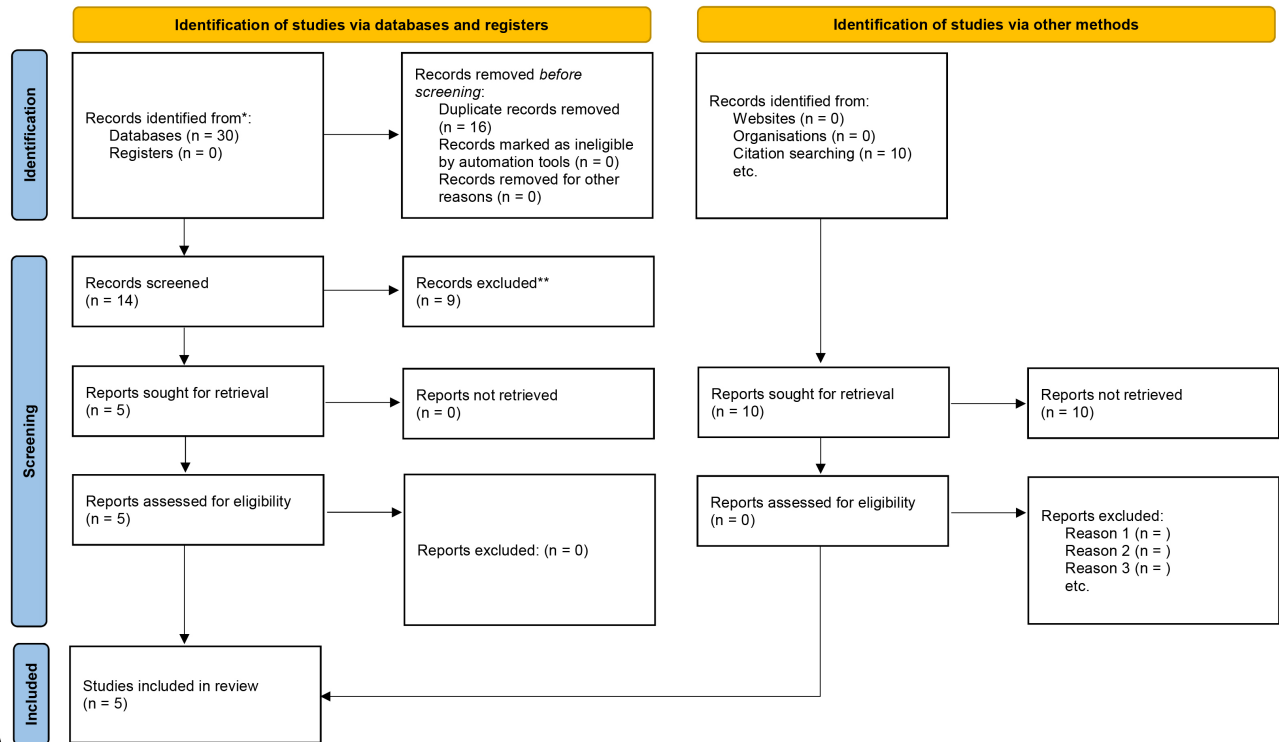 Identification of studies via databases and registers
Identification of studies via other methods
Identification
Records identified from*:
Databases (n = 30)
Registers (n = 0)
Records removed before
screening:
Duplicate records removed
(n = 16)
Records marked as ineligible
by automation tools (n = 0)
Records removed for other
reasons (n = 0)
Records identified from:
Websites (n = 0)
Organisations (n = 0)
Citation searching (n = 10)
etc.
Screening
Records screened
(n = 14)
Records excluded**
(n = 9)
Reports sought for retrieval
(n = 5)
Reports not retrieved
(n = 0)
Reports sought for retrieval
(n = 10)
Reports not retrieved
(n = 10)
Reports assessed for eligibility
(n = 5)
Reports excluded: (n = 0)
Reports assessed for eligibility
(n = 0)
Reports excluded:
Reason 1 (n = )
Reason 2 (n = )
Reason 3 (n = )
etc.
Included
Studies included in review
(n = 5)